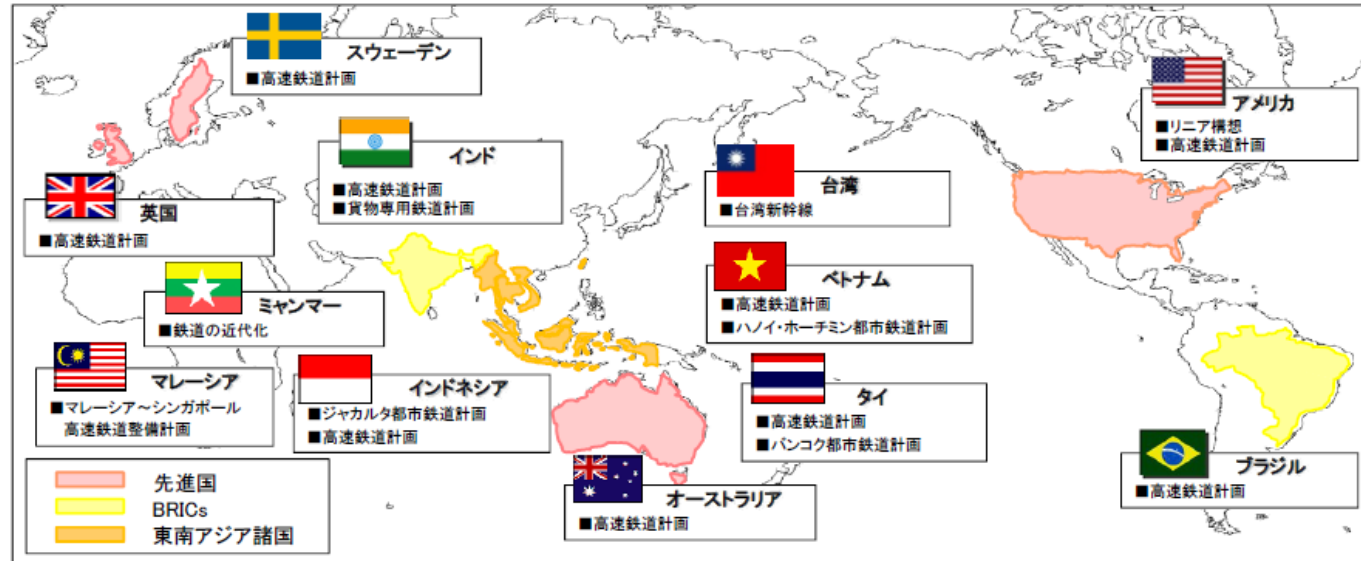 スウェーデン
■高速鉄道計画
アメリカ
■リニア構想
■高速鉄道計画
インド
■高速鉄道計画
■貨物専用鉄道計画
台湾
■台湾新幹線
英国
■高速鉄道計画
ミャンマー
■鉄道の近代化
ベトナム
■高速鉄道計画
■ハノイ・ホーチミン都市鉄道計画
マレーシア
■マレーシア～シンガポール
高速鉄道整備計画
インドネシア
■ジャカルタ都市鉄道計画
■高速鉄道計画
タイ
■高速鉄道計画
■バンコク都市鉄道計画
オーストラリア
■高速鉄道計画
ブラジル
■高速鉄道計画
先進国
BRICs
東南アジア諸国